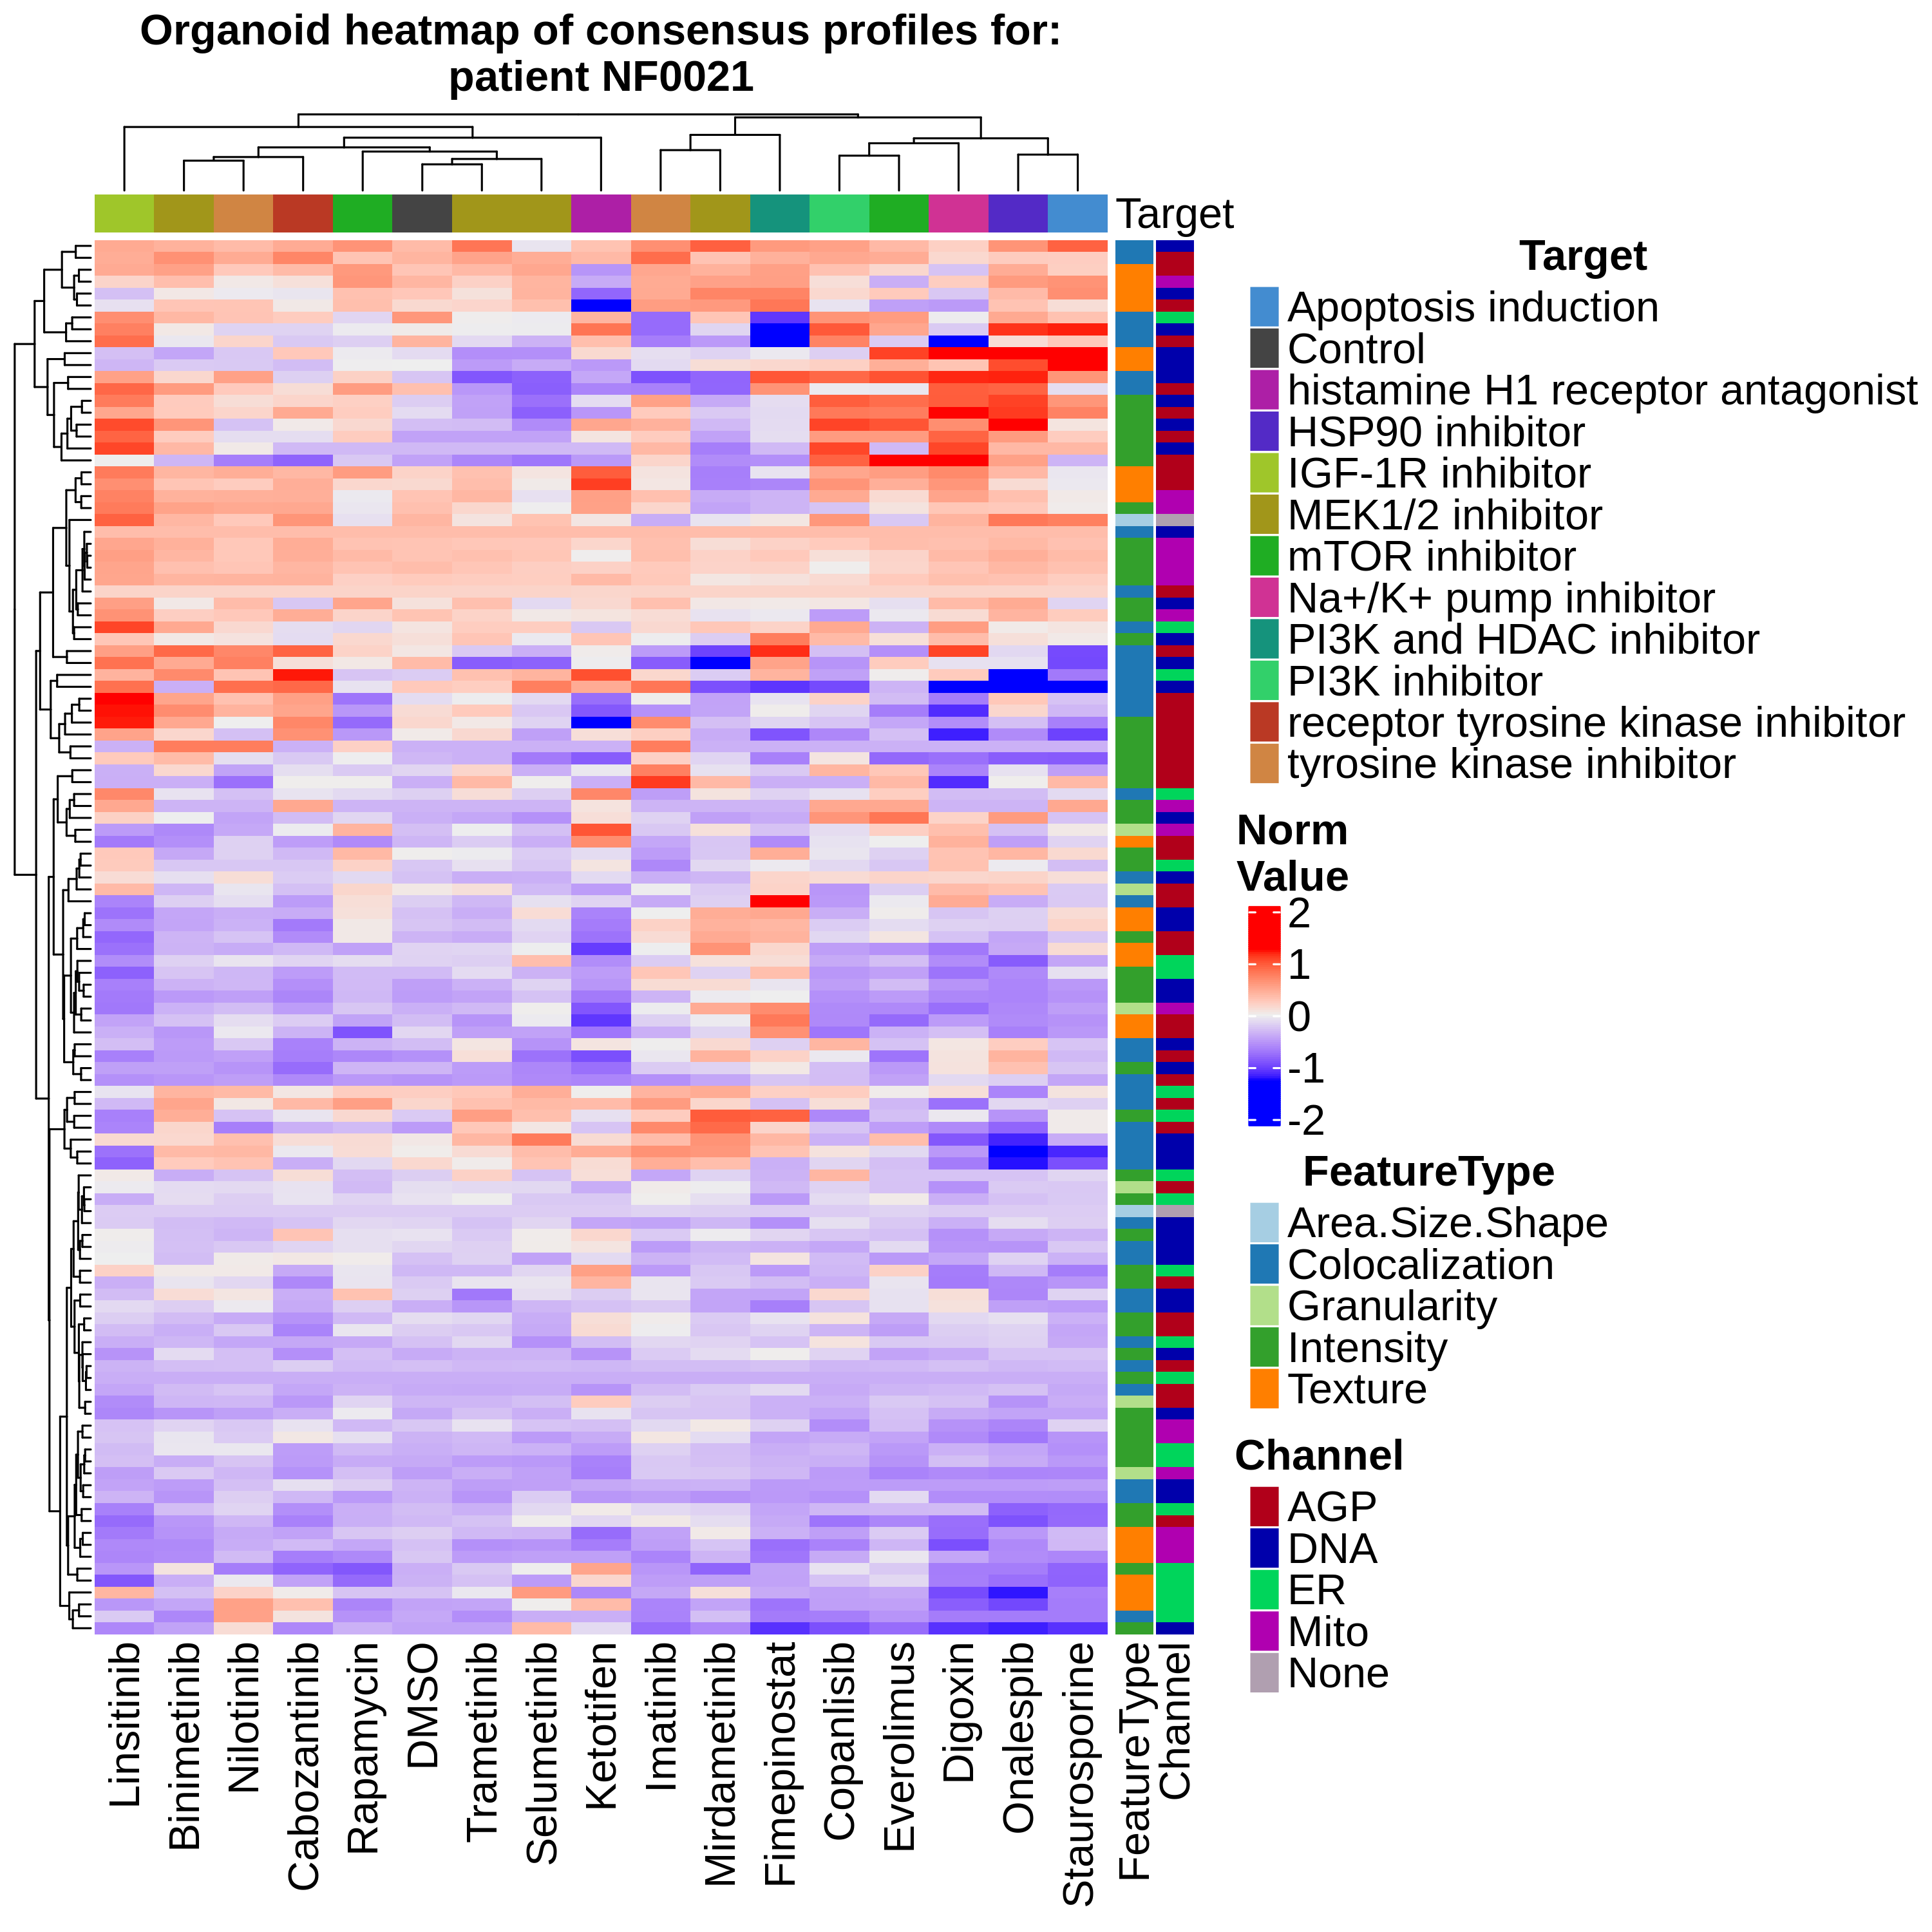 Organoid heatmap of consensus profiles for:
patient NF0021
Target
Target
Apoptosis induction
Control
histamine H1 receptor antagonist
HSP90 inhibitor
IGF-1R inhibitor
MEK1/2 inhibitor
mTOR inhibitor
Na+/K+ pump inhibitor
PI3K and HDAC inhibitor
PI3K inhibitor
receptor tyrosine kinase inhibitor
tyrosine kinase inhibitor
Norm
Value
2
1
0
-1
-2
FeatureType
Area.Size.Shape
Colocalization
Granularity
Intensity
Texture
Channel
AGP
DNA
ER
Mito
None
Linsitinib
Binimetinib
Nilotinib
Cabozantinib
Rapamycin
DMSO
Trametinib
Selumetinib
Ketotifen
Imatinib
Mirdametinib
Fimepinostat
Copanlisib
Everolimus
Digoxin
Onalespib
Staurosporine
FeatureType
Channel